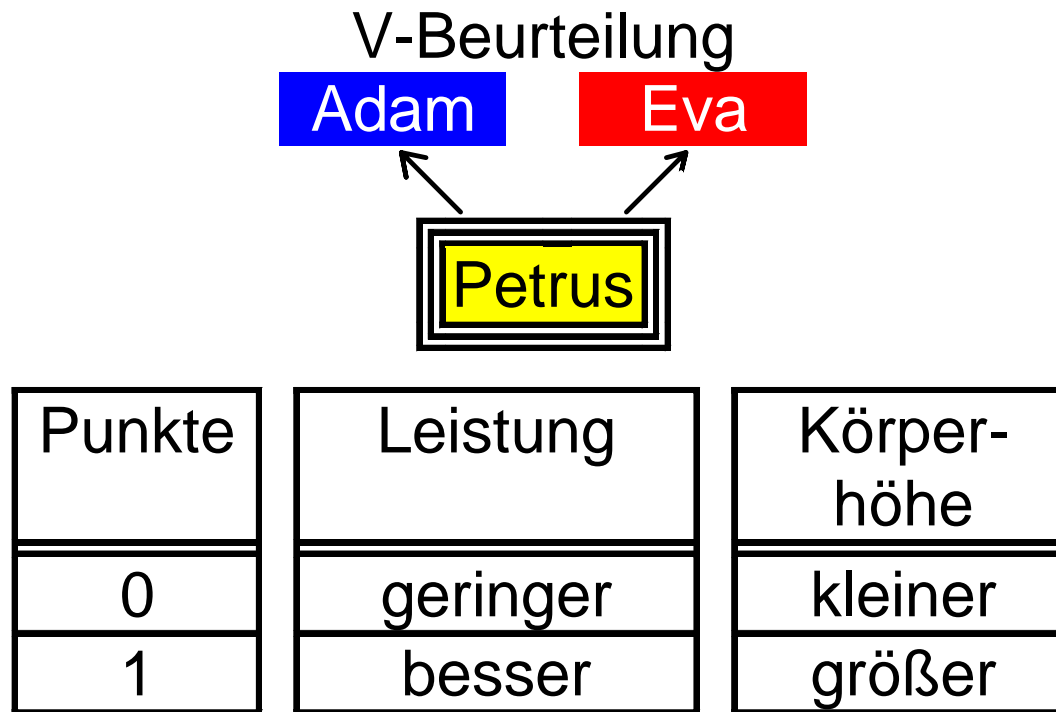 V-Beurteilung
Adam Eva
Petrus
Punkte Leistung Körper-
höhe
0 geringer kleiner
1 besser größer